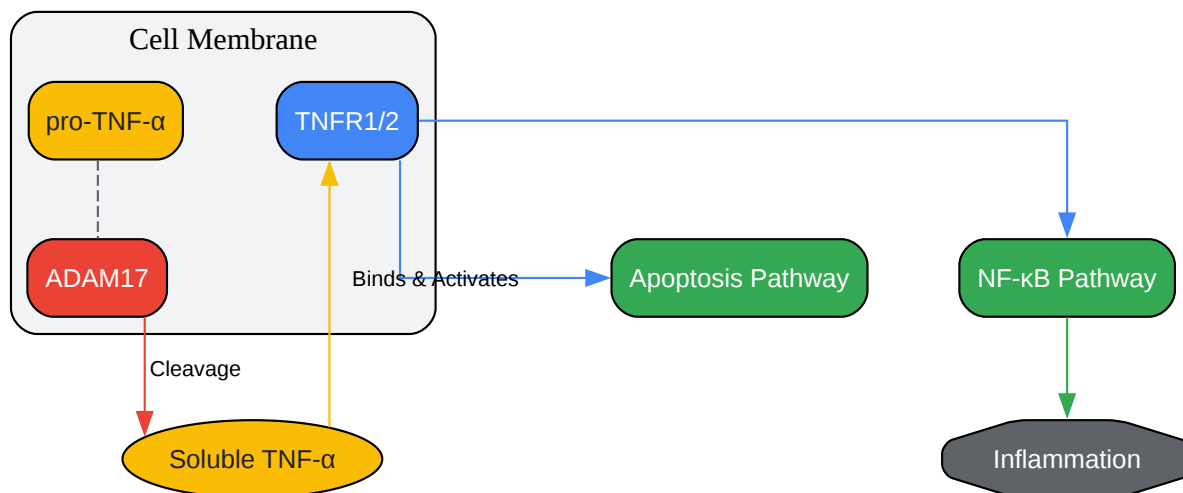 Cell Membrane
pro-TNF-α
TNFR1/2
ADAM17
Binds & Activates
Apoptosis Pathway
NF-κB Pathway
Cleavage
Soluble TNF-α
Inflammation